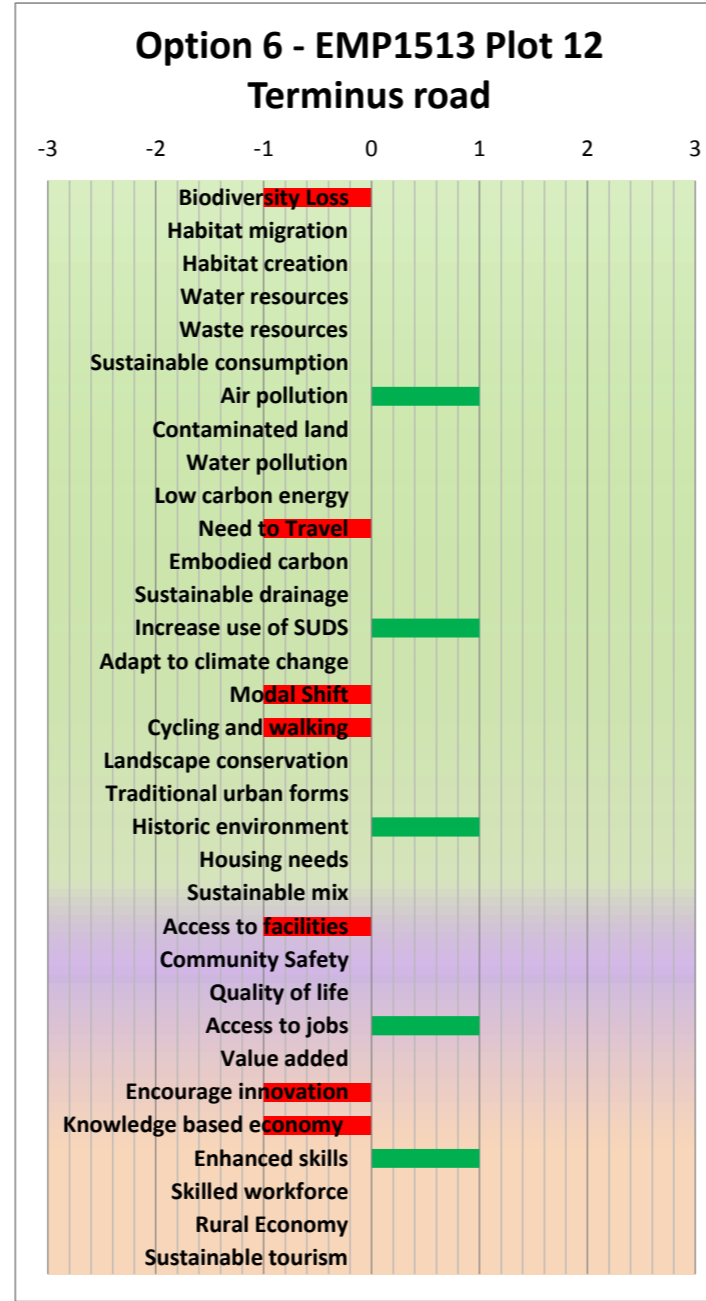 Option 6 - EMP1513 Plot 12
Terminus road
-3 -2 -1 0 1 2 3
Biodiversity Loss
Habitat migration
Habitat creation
Water resources
Waste resources
Sustainable consumption
Air pollution
Contaminated land
Water pollution
Low carbon energy
Need to Travel
Embodied carbon
Sustainable drainage
Increase use of SUDS
Adapt to climate change
Modal Shift
Cycling and walking
Landscape conservation
Traditional urban forms
Historic environment
Housing needs
Sustainable mix
Access to facilities
Community Safety
Quality of life
Access to jobs
Value added
Encourage innovation
Knowledge based economy
Enhanced skills
Skilled workforce
Rural Economy
Sustainable tourism